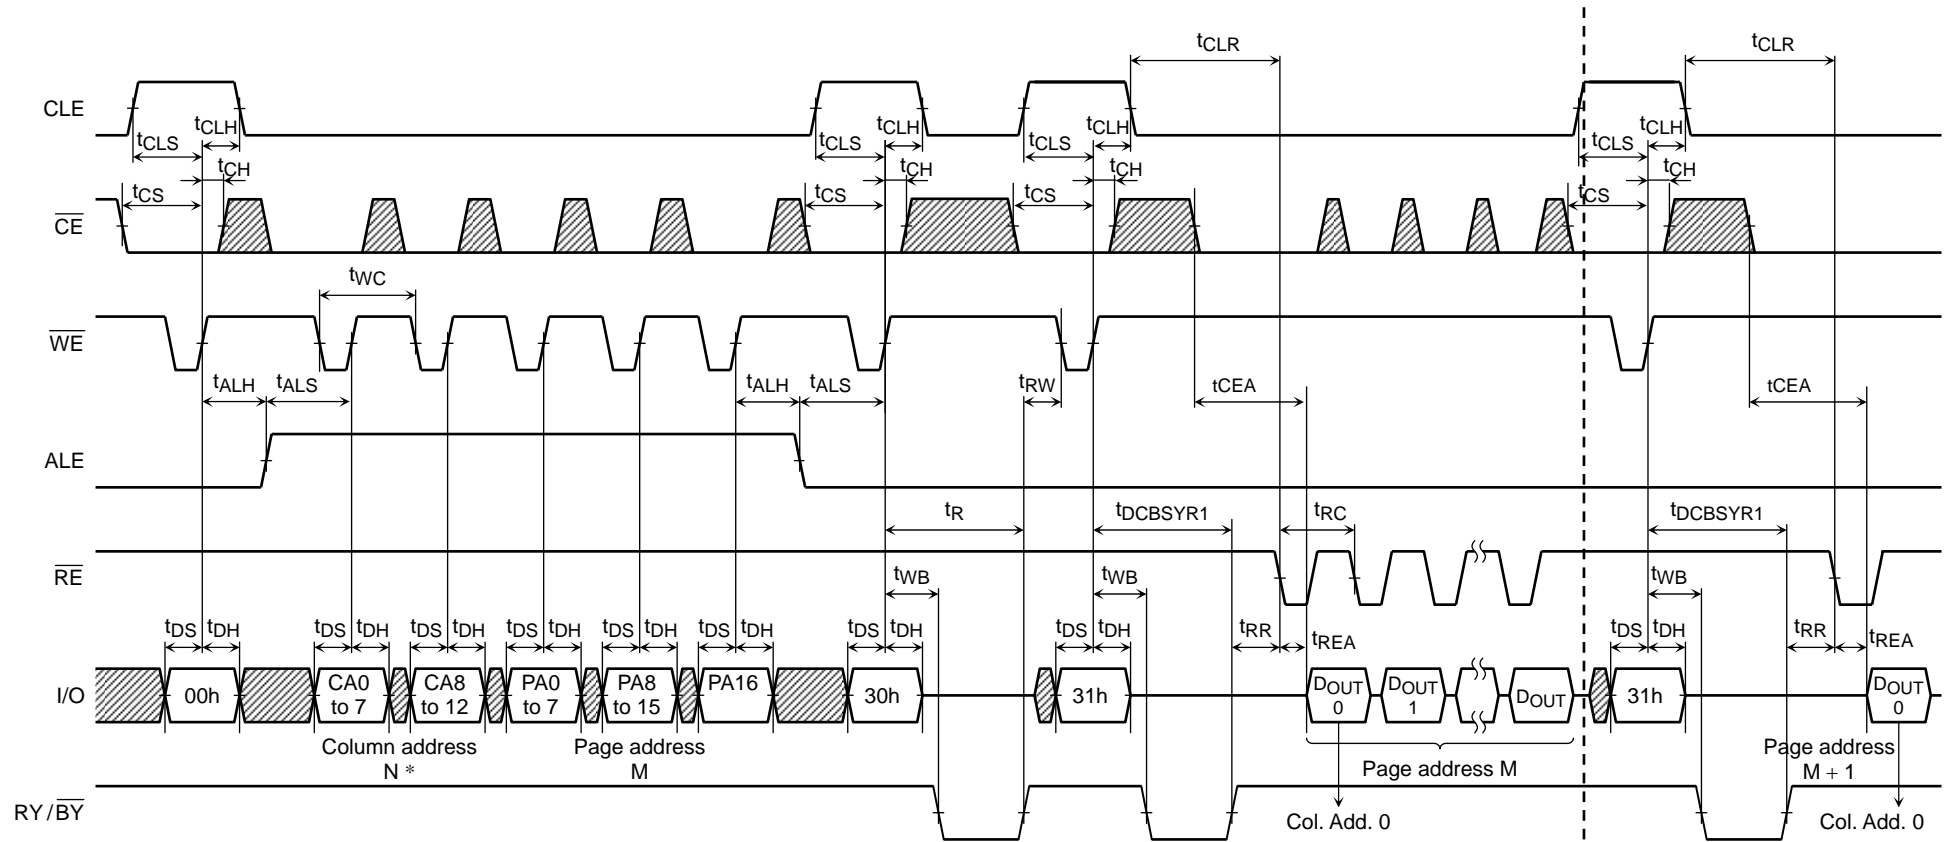 tCLR tCLR
CLE
tCLS tCLH tCLS tCLH tCLS tCLH tCLS tCLH
tCH tCH tCH tCH
tCS tCS tCS tCS
CE
tWC
WE
tALH tALS tALH tALS tRW tCEA tCEA
ALE
tR tDCBSYR1 tRC tDCBSYR1
RE
tWB tWB tWB
tDS tDH tDS tDH tDS tDH tDS tDH tDS tDH tDS tDH tDS tDH tDS tDH tRR tREA tDS tDH tRR tREA
I/O
00h
CA0 to 7
CA8 to 12
PA0 to 7
PA8 to 15
PA16
30h
31h
DOUT 0
DOUT 1
DOUT
31h
DOUT 0
Column address
N *
Page address
M
Page address M
Page address
M + 1
RY/BY
Col. Add. 0
Col. Add. 0